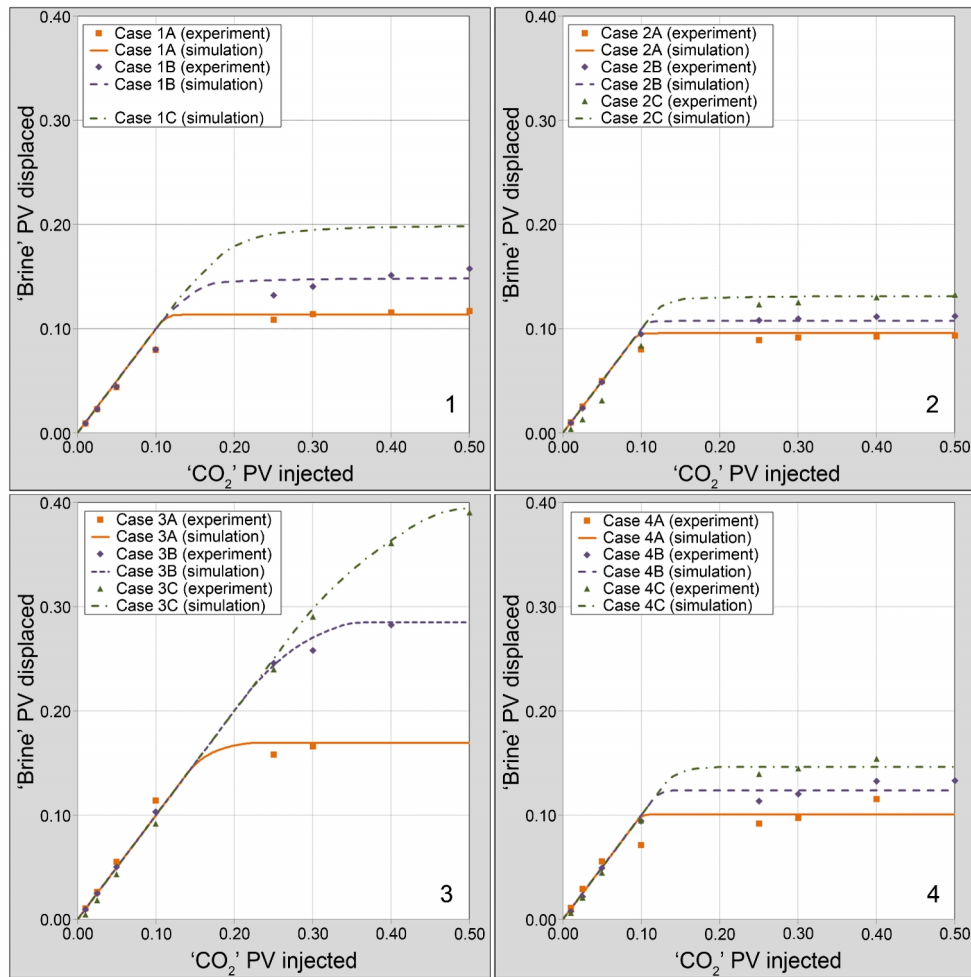 0.40
Case 1A (experiment)
Case 1A (simulation)
Case 1B (experiment)
Case 1B (simulation)
Case 1C (simulation)
0.30
0.20
0.10
0.00
'Brine' PV displaced
1
0.00 0.10 0.20 0.30 0.40 0.50
'CO₂' PV injected
0.40
Case 2A (experiment)
Case 2A (simulation)
Case 2B (experiment)
Case 2B (simulation)
Case 2C (experiment)
Case 2C (simulation)
0.30
0.20
0.10
0.00
'Brine' PV displaced
2
0.00 0.10 0.20 0.30 0.40 0.50
'CO₂' PV injected
0.40
Case 3A (experiment)
Case 3A (simulation)
Case 3B (experiment)
Case 3B (simulation)
Case 3C (experiment)
Case 3C (simulation)
0.30
0.20
0.10
0.00
'Brine' PV displaced
3
0.00 0.10 0.20 0.30 0.40 0.50
'CO₂' PV injected
0.40
Case 4A (experiment)
Case 4A (simulation)
Case 4B (experiment)
Case 4B (simulation)
Case 4C (experiment)
Case 4C (simulation)
0.30
0.20
0.10
0.00
'Brine' PV displaced
4
0.00 0.10 0.20 0.30 0.40 0.50
'CO₂' PV injected